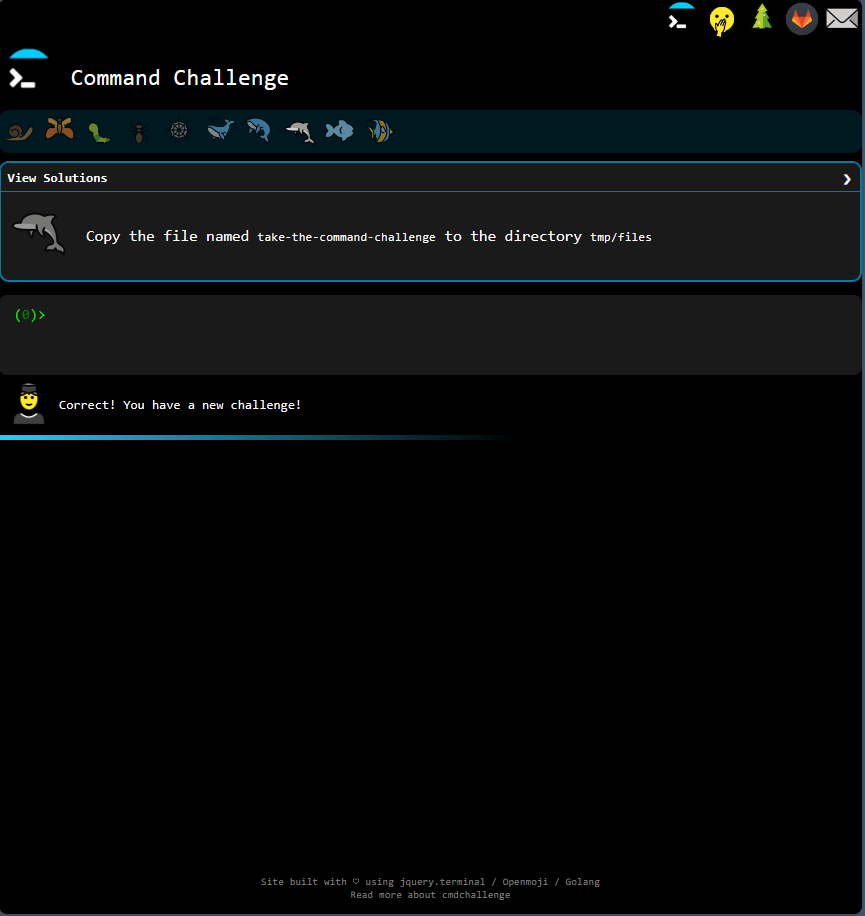 Command Challenge
View Solutions
Copy the file named take-the-command-challenge to the directory tmp/files
(0)>
Correct! You have a new challenge!
Site built with ♡ using jquery.terminal / Openmoji / Golang
Read more about cmdchallenge